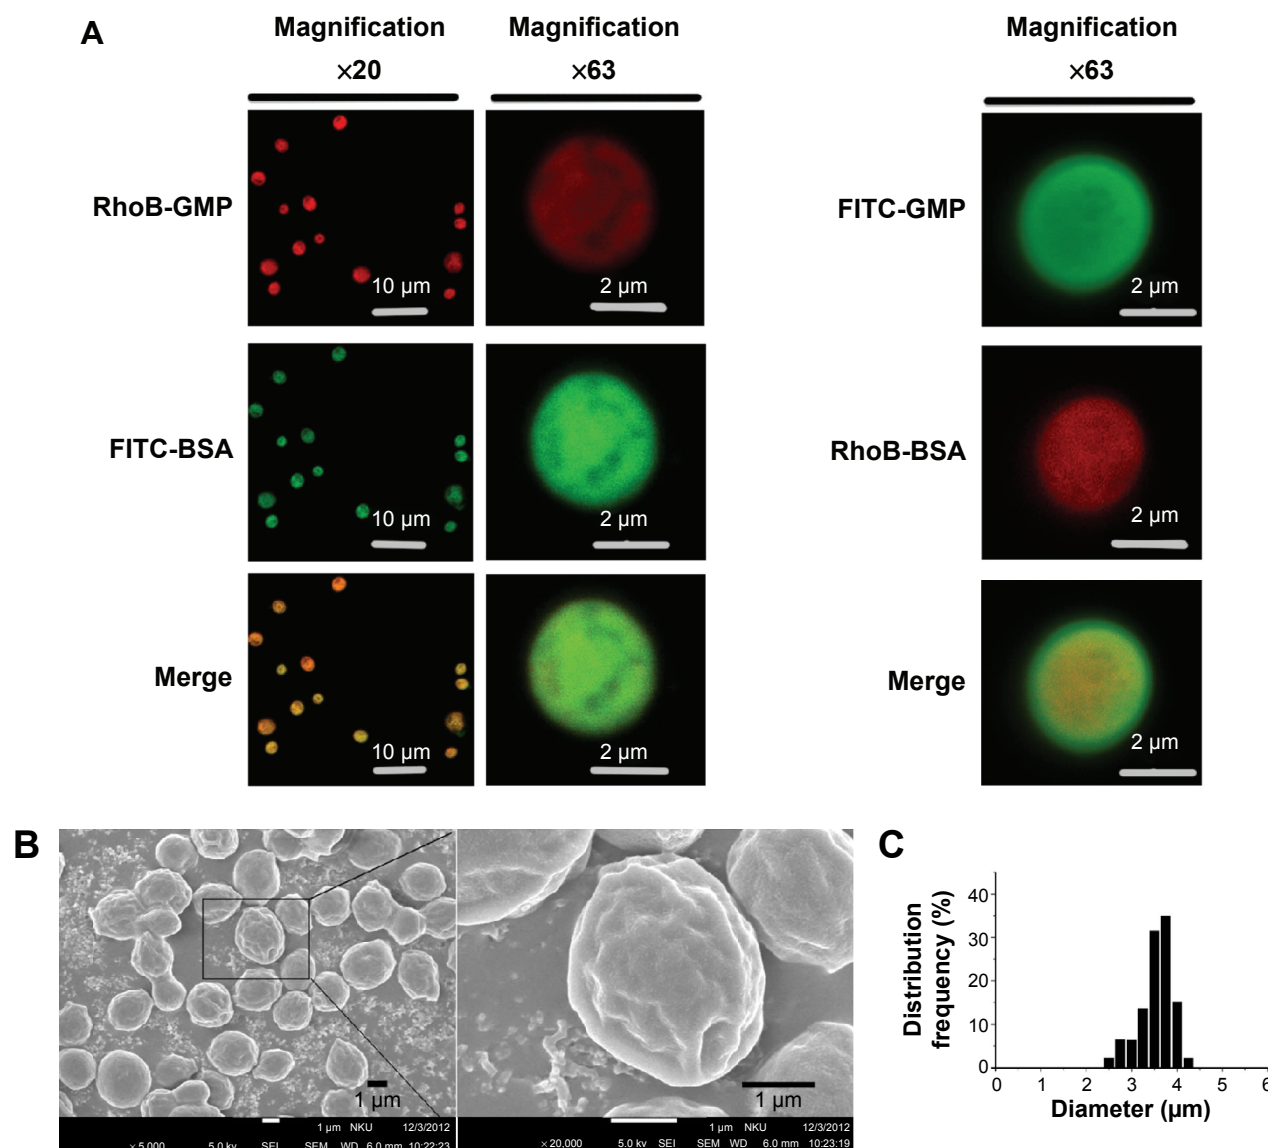 A
Magnification
×20
Magnification
×63
Magnification
×63
RhoB-GMP
10 µm
2 µm
FITC-GMP
2 µm
FITC-BSA
10 µm
2 µm
RhoB-BSA
2 µm
Merge
10 µm
2 µm
Merge
2 µm
B
1 µm
1 µm NKU 12/3/2012
× 5,000 5.0 kv SEI SEM WD 6.0 mm 10:22:23
1 µm
1 µm NKU 12/3/2012
× 20,000 5.0 kv SEI SEM WD 6.0 mm 10:23:19
C
Distribution
frequency (%)
40
30
20
10
0
0 1 2 3 4 5 6
Diameter (µm)